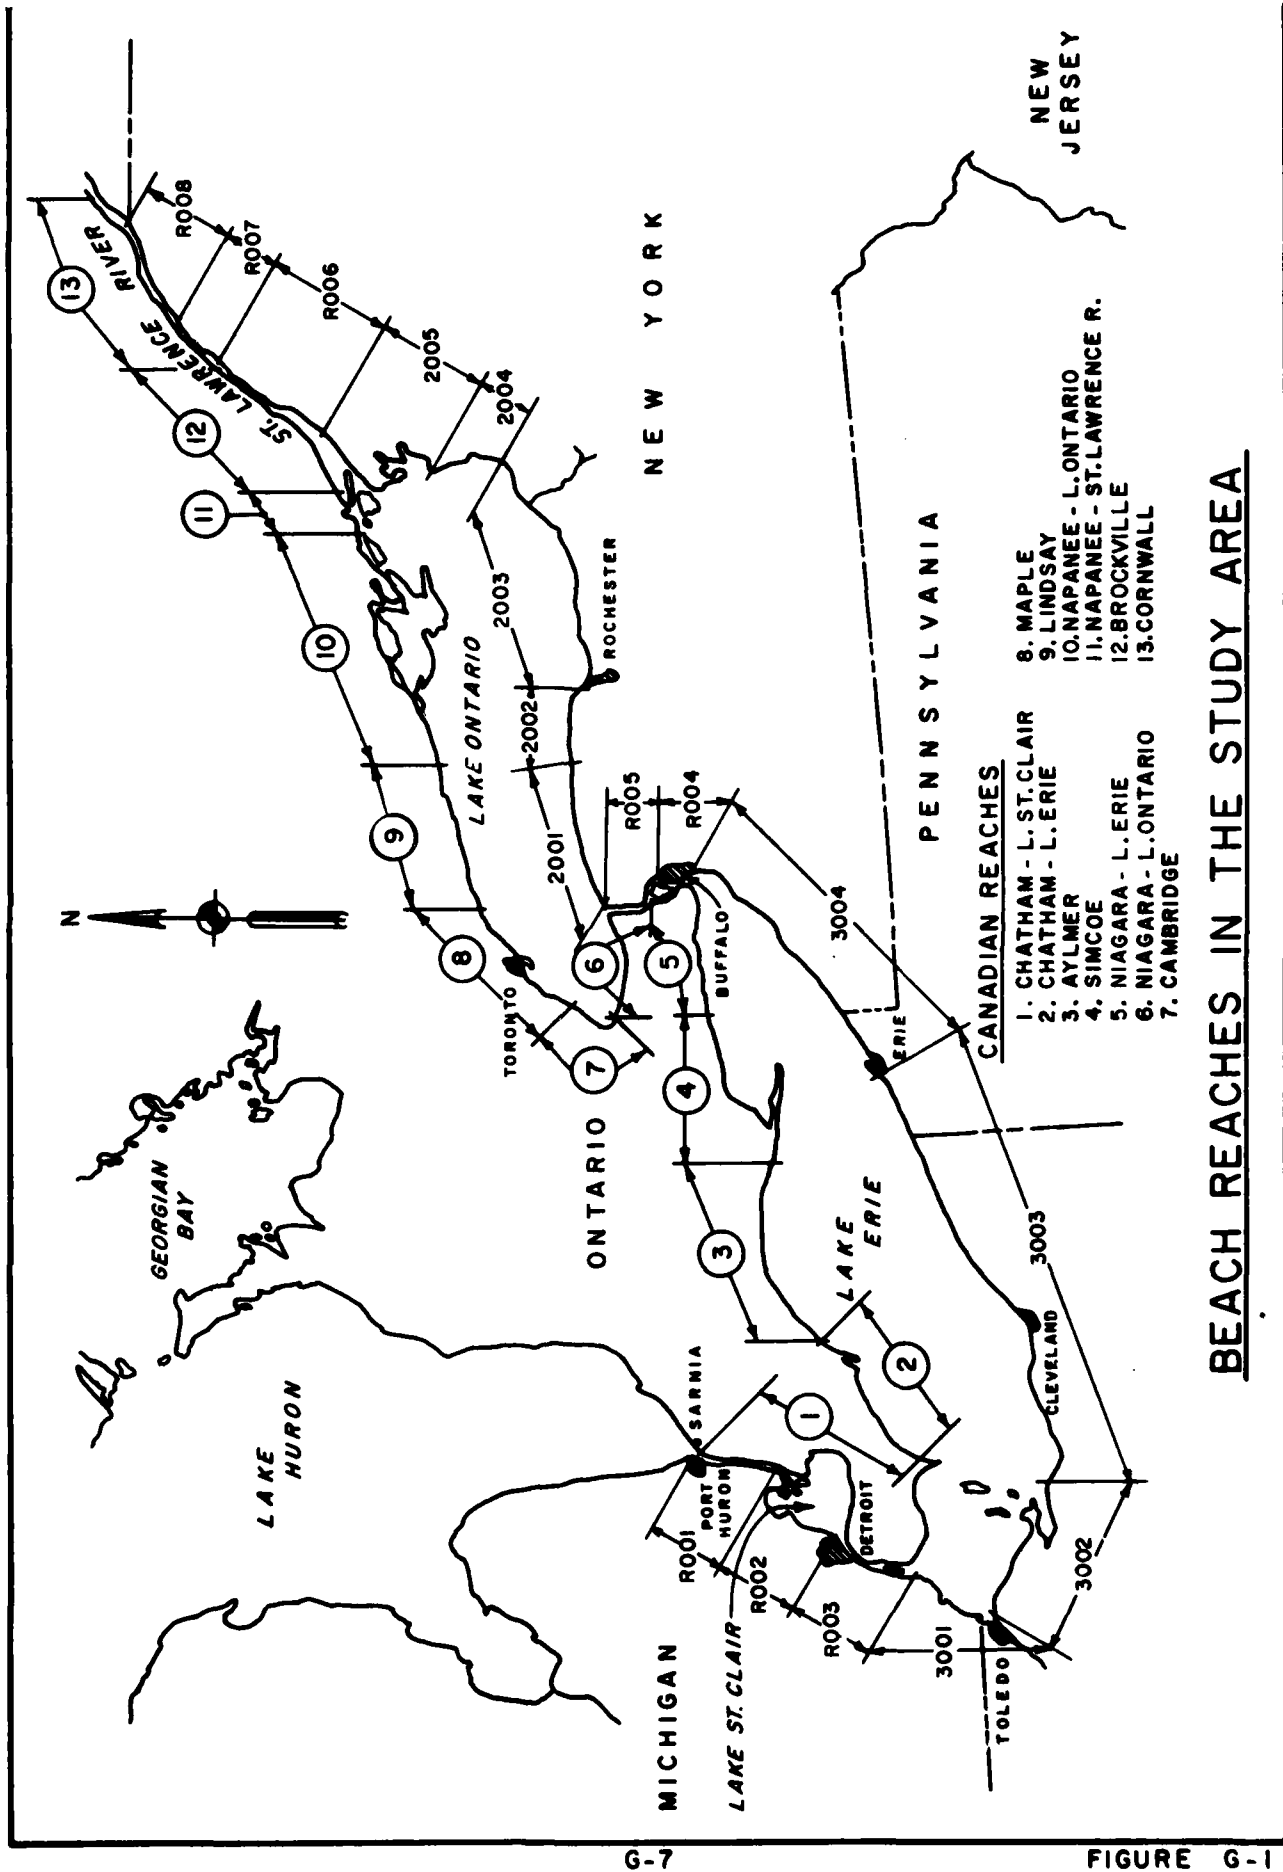 N
GEORGIAN
BAY
LAKE
HURON
ST. LAWRENCE
RIVER
13
12
11
10
9
8
7
6
5
4
3
2
1
R008
R007
R006
2005
2004
2003
2002
2001
R005
R004
3004
3003
3002
3001
R003
R002
R001
LAKE ONTARIO
TORONTO
ROCHESTER
BUFFALO
ONTARIO
NEW YORK
NEW
JERSEY
PENNSYLVANIA
MICHIGAN
SARNIA
PORT
HURON
LAKE ST. CLAIR
DETROIT
TOLEDO
LAKE
ERIE
CLEVELAND
ERIE
CANADIAN REACHES
1. CHATHAM - L. ST. CLAIR
2. CHATHAM - L. ERIE
3. AYLMER
4. SIMCOE
5. NIAGARA - L. ERIE
6. NIAGARA - L. ONTARIO
7. CAMBRIDGE
8. MAPLE
9. LINDSAY
10. NAPANEE - L. ONTARIO
11. NAPANEE - ST. LAWRENCE R.
12. BROCKVILLE
13. CORNWALL
BEACH REACHES IN THE STUDY AREA
G-7
FIGURE G-1